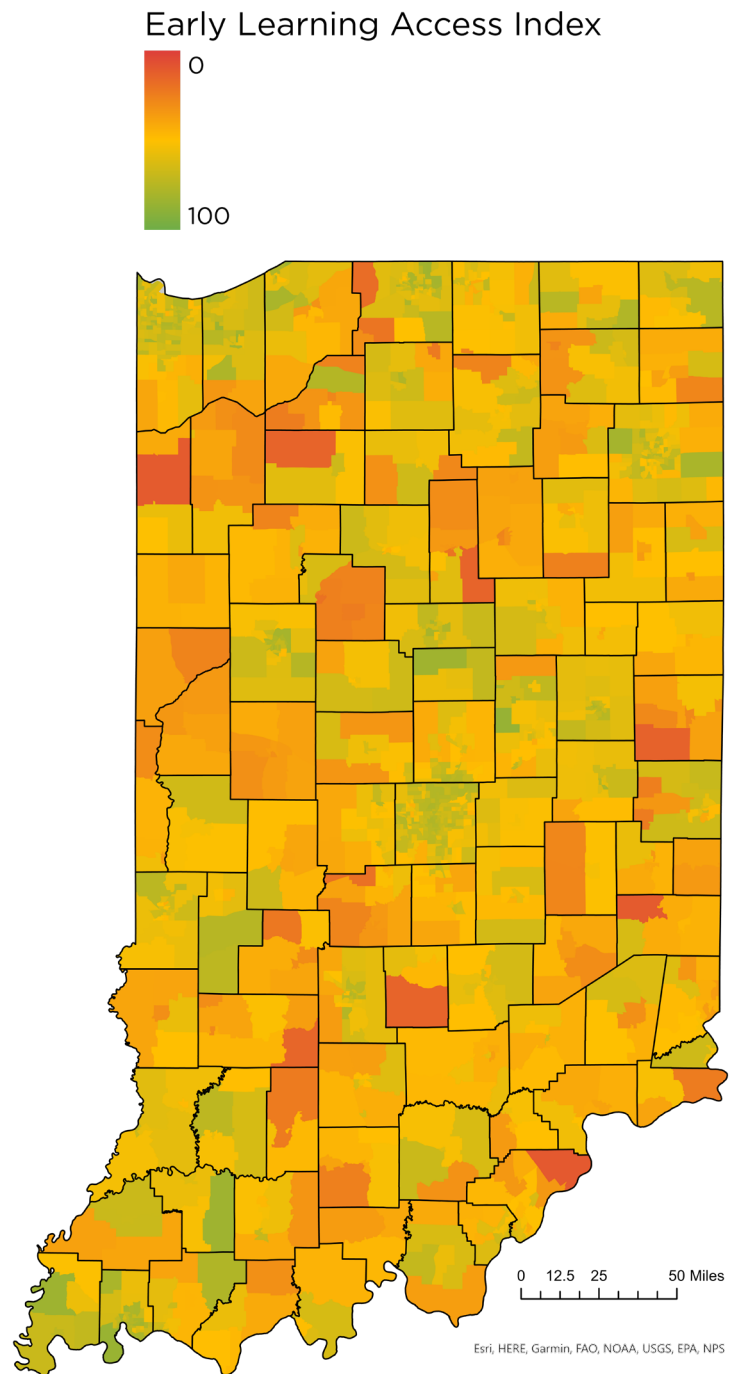 Early Learning Access Index
0
100
0 12.5 25 50 Miles
Esri, HERE, Garmin, FAO, NOAA, USGS, EPA, NPS